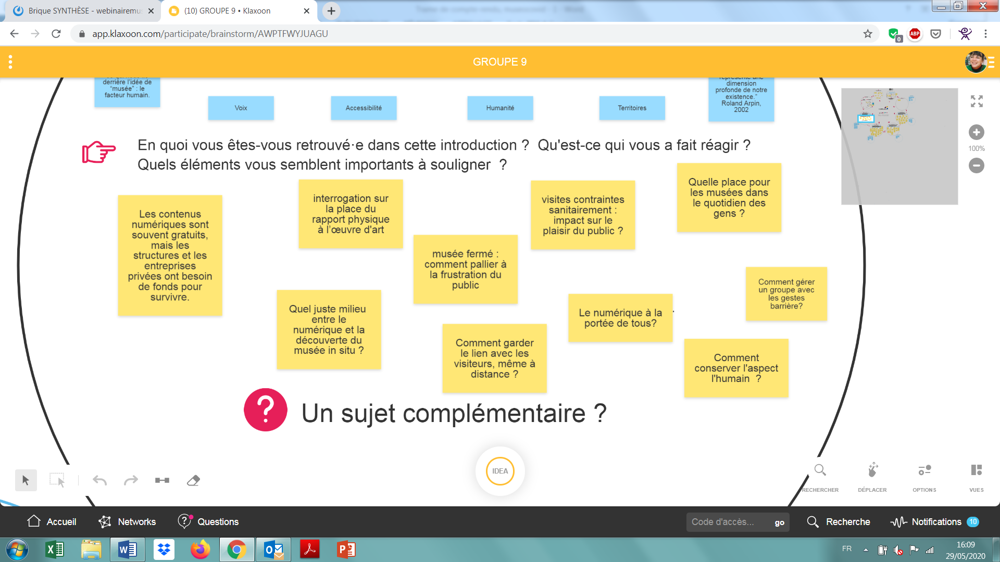 Brique SYNTHÈSE - webinairemu
(10) GROUPE 9 • Klaxoon
app.klaxoon.com/participate/brainstorm/AWPTFWYJUAGU
0
ABP
GROUPE 9
derrière l'idée de
"musée" : le
facteur humain.
Voix
Accessibilité
Humanité
Territoires
représente une
dimension
profonde de notre
existence."
Roland Arpin,
2002
100%
En quoi vous êtes-vous retrouvé·e dans cette introduction ? Qu'est-ce qui vous a fait réagir ?
Quels éléments vous semblent importants à souligner ?
Les contenus
numériques sont
souvent gratuits,
mais les
structures et les
entreprises
privées ont besoin
de fonds pour
survivre.
interrogation sur
la place du
rapport physique
à l'œuvre d'art
musée fermé :
comment pallier à
la frustration du
public
visites contraintes
sanitairement :
impact sur le
plaisir du public ?
Quelle place pour
les musées dans
le quotidien des
gens ?
Comment gérer
un groupe avec
les gestes
barrière?
Quel juste milieu
entre le
numérique et la
découverte du
musée in situ ?
Comment garder
le lien avec les
visiteurs, même à
distance ?
Le numérique à la
portée de tous?
Comment
conserver l'aspect
l'humain ?
? Un sujet complémentaire ?
IDEA
RECHERCHER
DÉPLACER
OPTIONS
VUES
Accueil
Networks
Questions
Code d'accès...
go
Recherche
Notifications
10
FR
16:09
29/05/2020